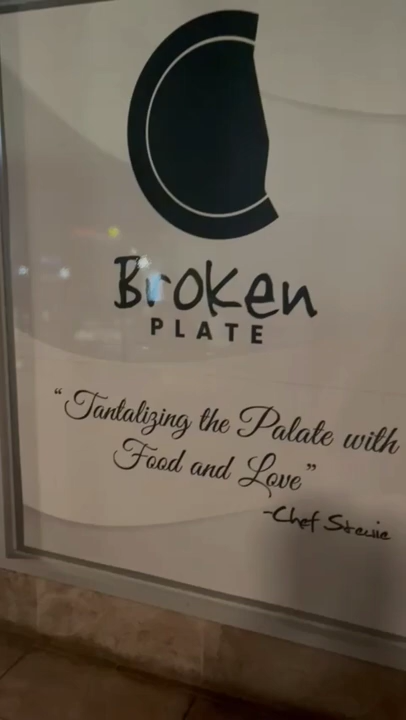 Broken
PLATE
“Tantalizing the Palate with
Food and Love”
-Chef Stevie